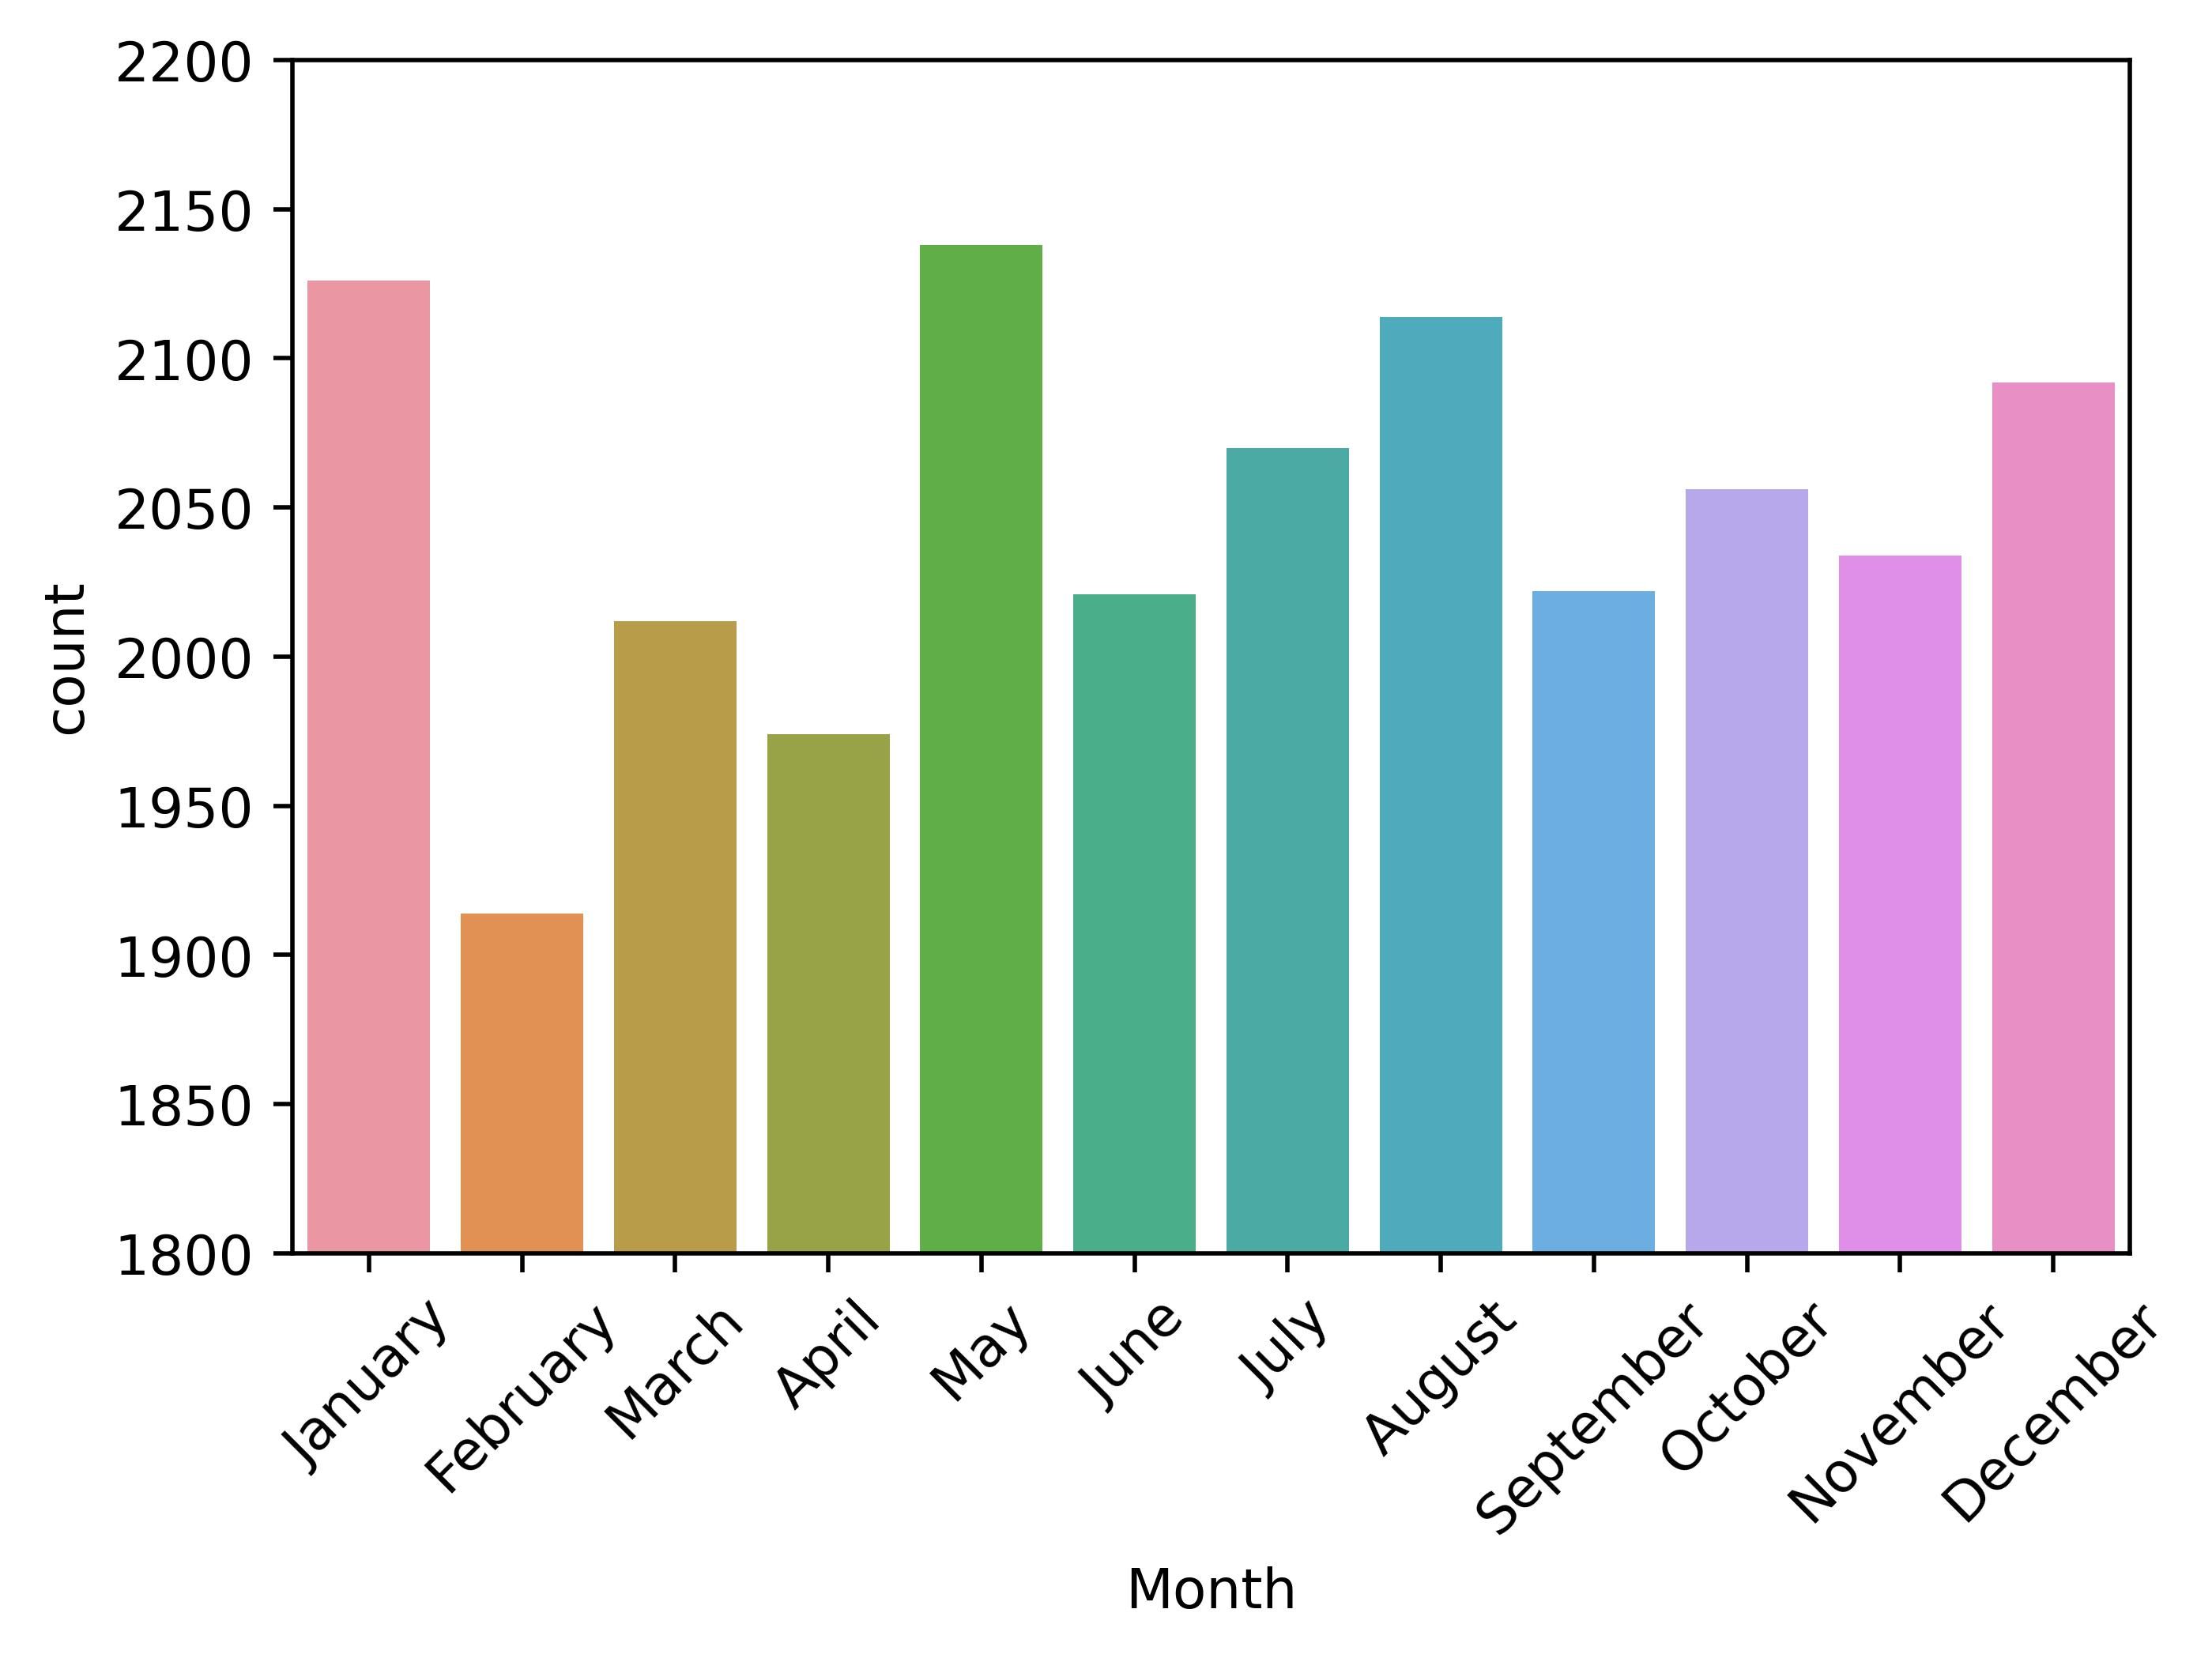 2200
2150
2100
2050
2000
1950
1900
1850
1800
count
January
February
March
April
May
June
July
August
September
October
November
December
Month